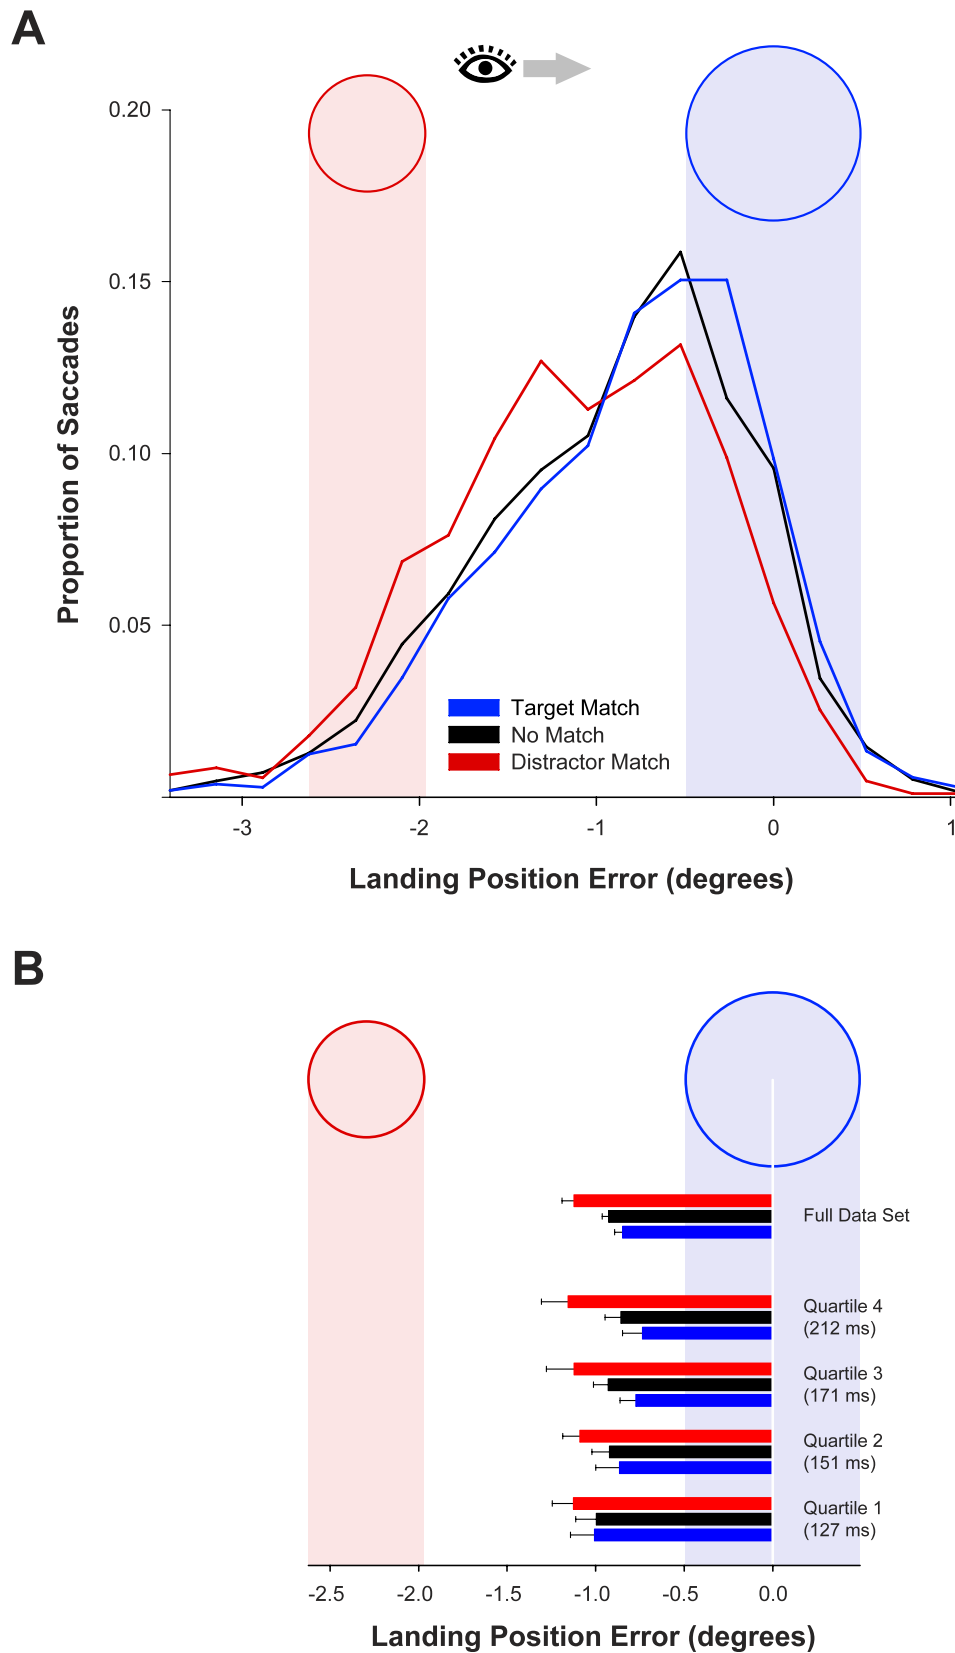 A
0.20
0.15
0.10
0.05
Proportion of Saccades
Target Match
No Match
Distractor Match
-3 -2 -1 0 1
Landing Position Error (degrees)
B
Full Data Set
Quartile 4
(212 ms)
Quartile 3
(171 ms)
Quartile 2
(151 ms)
Quartile 1
(127 ms)
-2.5 -2.0 -1.5 -1.0 -0.5 0.0
Landing Position Error (degrees)